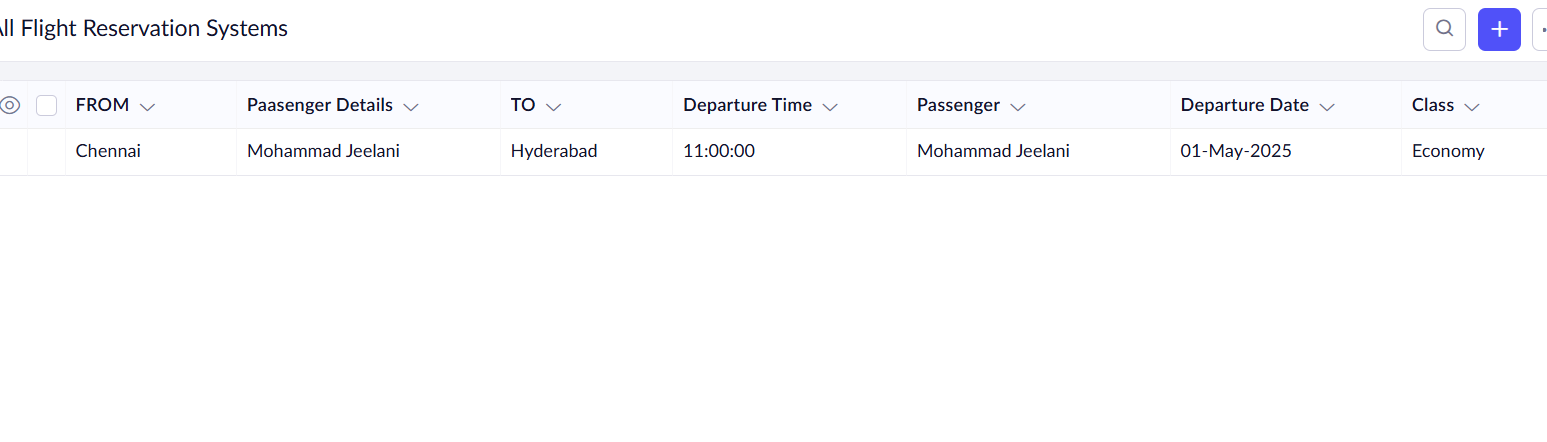 All Flight Reservation Systems
FROM Paasenger Details TO Departure Time Passenger Departure Date Class
Chennai Mohammad Jeelani Hyderabad 11:00:00 Mohammad Jeelani 01-May-2025 Economy